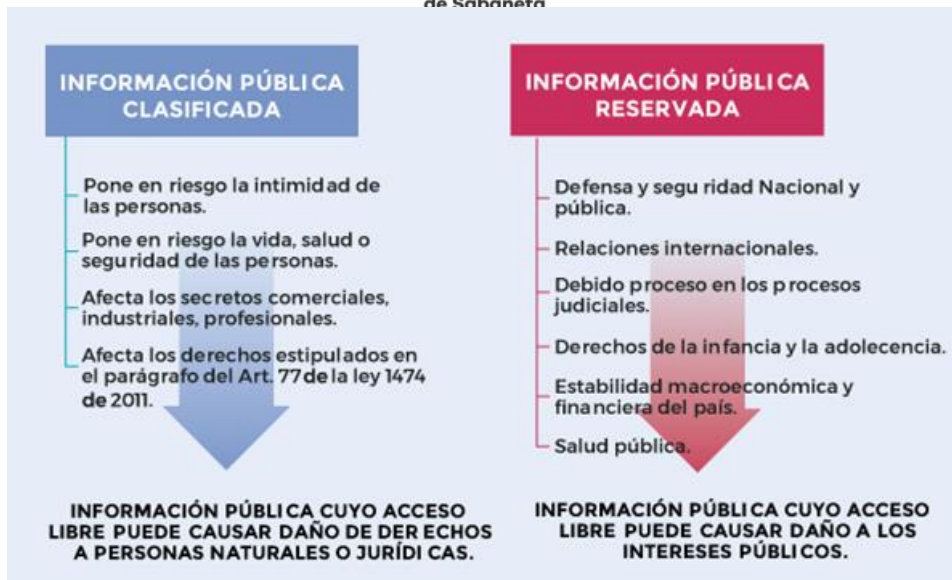 de Sabaneta
INFORMACIÓN PÚBLICA
CLASIFICADA
Pone en riesgo la intimidad de
las personas.
Pone en riesgo la vida, salud o
seguridad de las personas.
Afecta los secretos comerciales,
industriales, profesionales.
Afecta los derechos estipulados en
el parágrafo del Art. 77 de la ley 1474
de 2011.
INFORMACIÓN PÚBLICA CUYO ACCESO
LIBRE PUEDE CAUSAR DAÑO DE DERECHOS
A PERSONAS NATURALES O JURÍDICAS.
INFORMACIÓN PÚBLICA
RESERVADA
Defensa y seguridad Nacional y
pública.
Relaciones internacionales.
Debido proceso en los procesos
judiciales.
Derechos de la infancia y la adolecencia.
Estabilidad macroeconómica y
financiera del país.
Salud pública.
INFORMACIÓN PÚBLICA CUYO ACCESO
LIBRE PUEDE CAUSAR DAÑO A LOS
INTERESES PÚBLICOS.